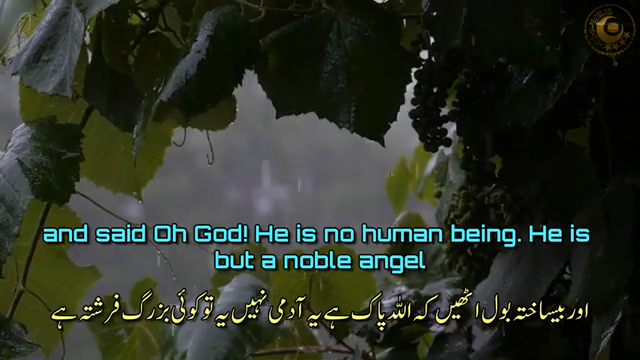 and said Oh God! He is no human being. He is
but a noble angel
اور بیساختہ بول اٹھیں کہ اللہ پاک ہے یہ آدمی نہیں یہ تو کوئی بزرگ فرشتہ ہے